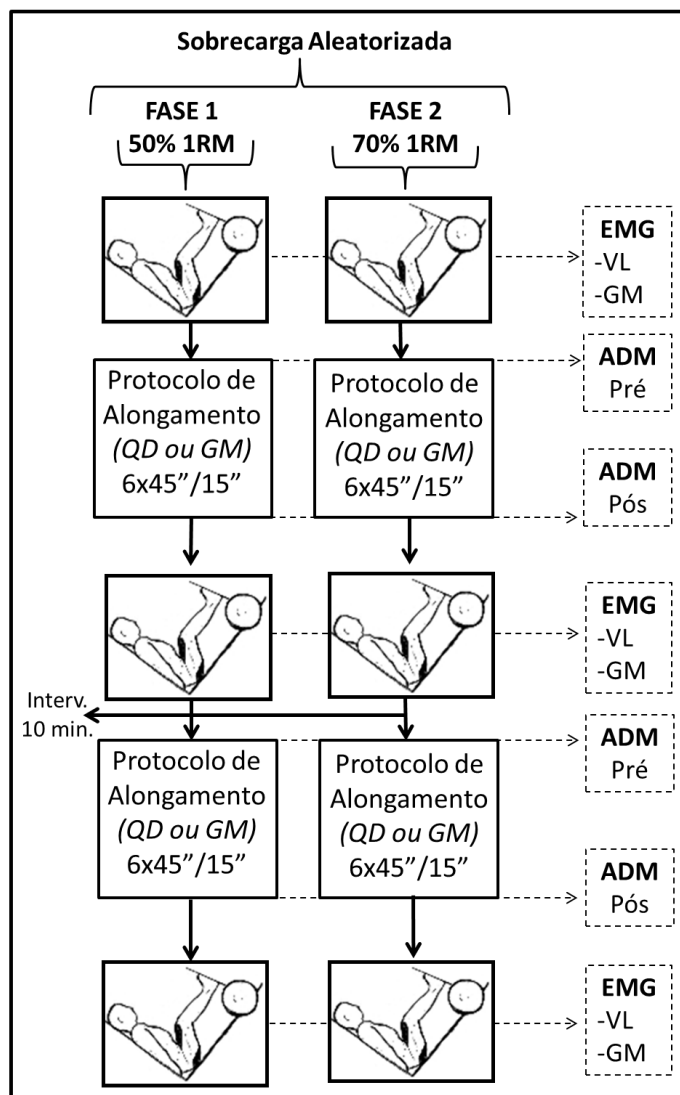 Sobrecarga Aleatorizada
FASE 1
50% 1RM
FASE 2
70% 1RM
EMG
-VL
-GM
Protocolo de
Alongamento
(QD ou GM)
6x45”/15”
Protocolo de
Alongamento
(QD ou GM)
6x45”/15”
ADM
Pré
ADM
Pós
EMG
-VL
-GM
Interv.
10 min.
Protocolo de
Alongamento
(QD ou GM)
6x45”/15”
Protocolo de
Alongamento
(QD ou GM)
6x45”/15”
ADM
Pré
ADM
Pós
EMG
-VL
-GM